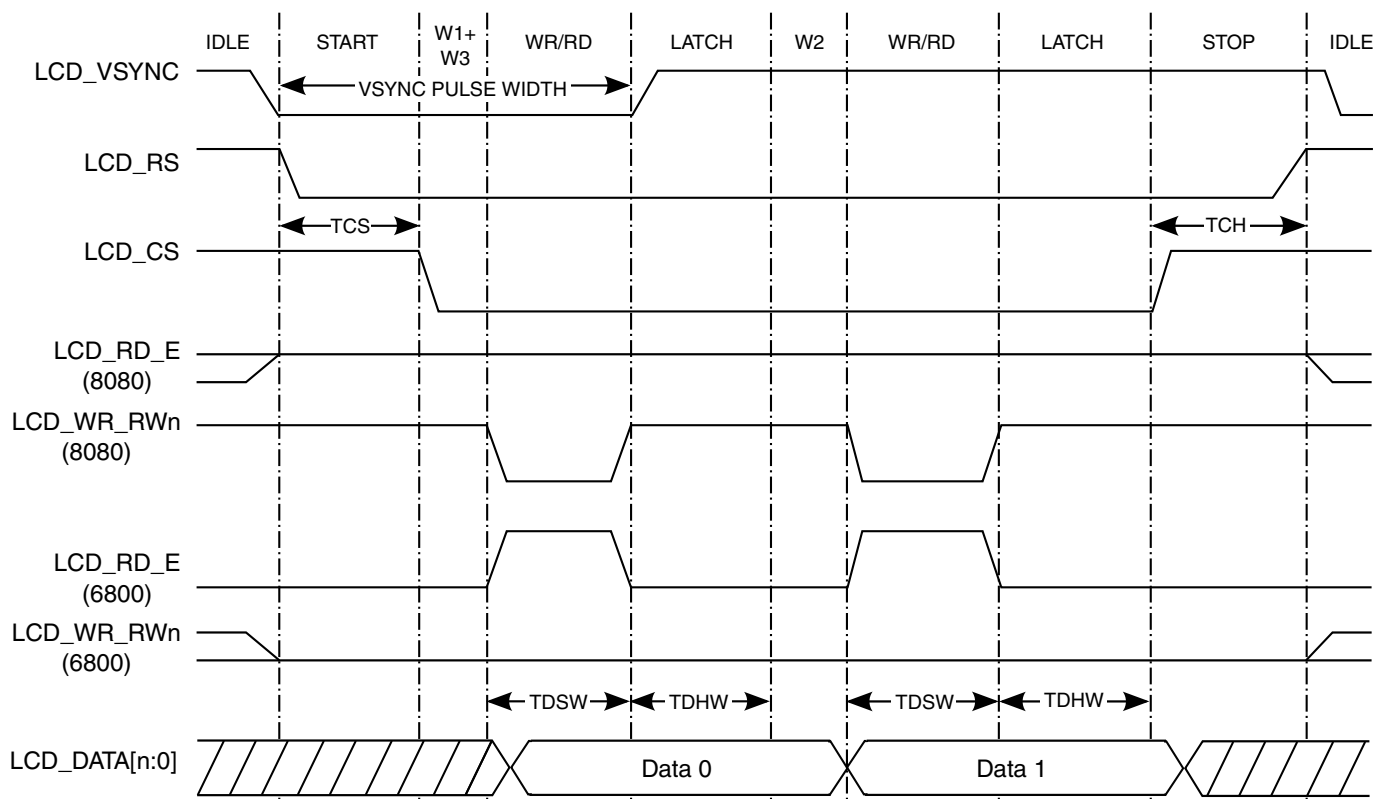 IDLE START W1+ W3 WR/RD LATCH W2 WR/RD LATCH STOP IDLE
LCD_VSYNC
VSYNC PULSE WIDTH
LCD_RS
TCS TCH
LCD_CS
LCD_RD_E
(8080)
LCD_WR_RWn
(8080)
LCD_RD_E
(6800)
LCD_WR_RWn
(6800)
TDSW TDHW TDSW TDHW
LCD_DATA[n:0] Data 0 Data 1